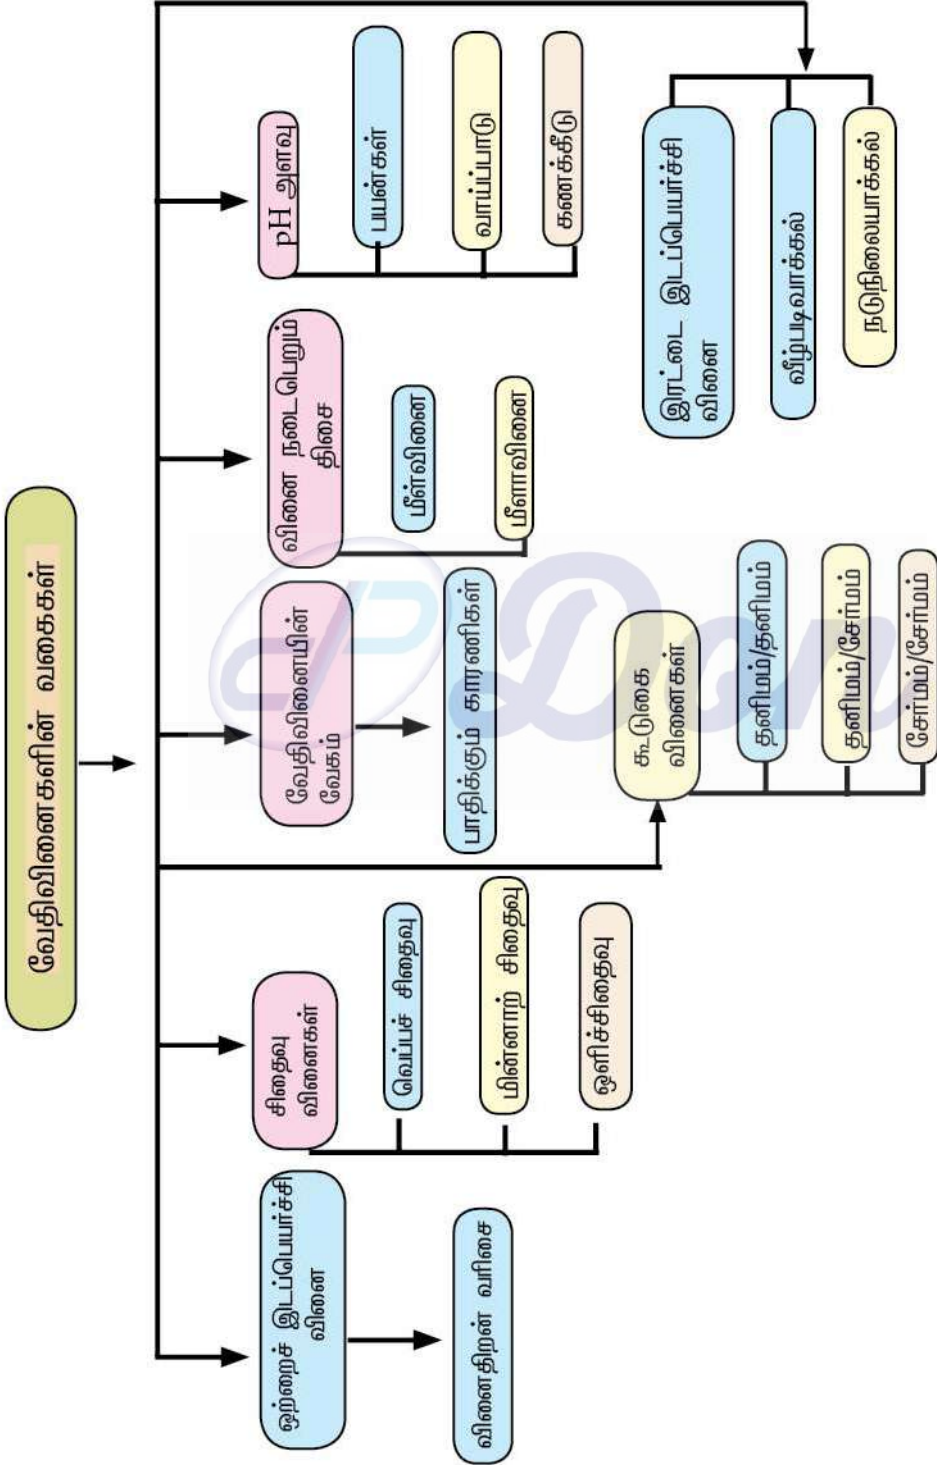 வேதிவினைகளின் வகைகள்
ஒற்றைச் இடப்பெயர்ச்சி
வினை
வினைதிறன் வரிசை
சிதைவு
வினைகள்
வெப்பச் சிதைவு
மின்னாற் சிதைவு
ஒளிச்சிதைவு
வேதிவினையின்
வேகம்
பாதிக்கும் காரணிகள்
கூடுகை
வினைகள்
தனிமம்/தனிமம்
தனிமம்/சேர்மம்
சேர்மம்/சேர்மம்
வினை நடைபெறும்
திசை
மீள்வினை
மீளாவினை
pH அளவு
பயன்கள்
வாய்ப்பாடு
கணக்கீடு
இரட்டை இடப்பெயர்ச்சி
வினை
வீழ்படிவாக்கல்
நடுநிலையாக்கல்
Don